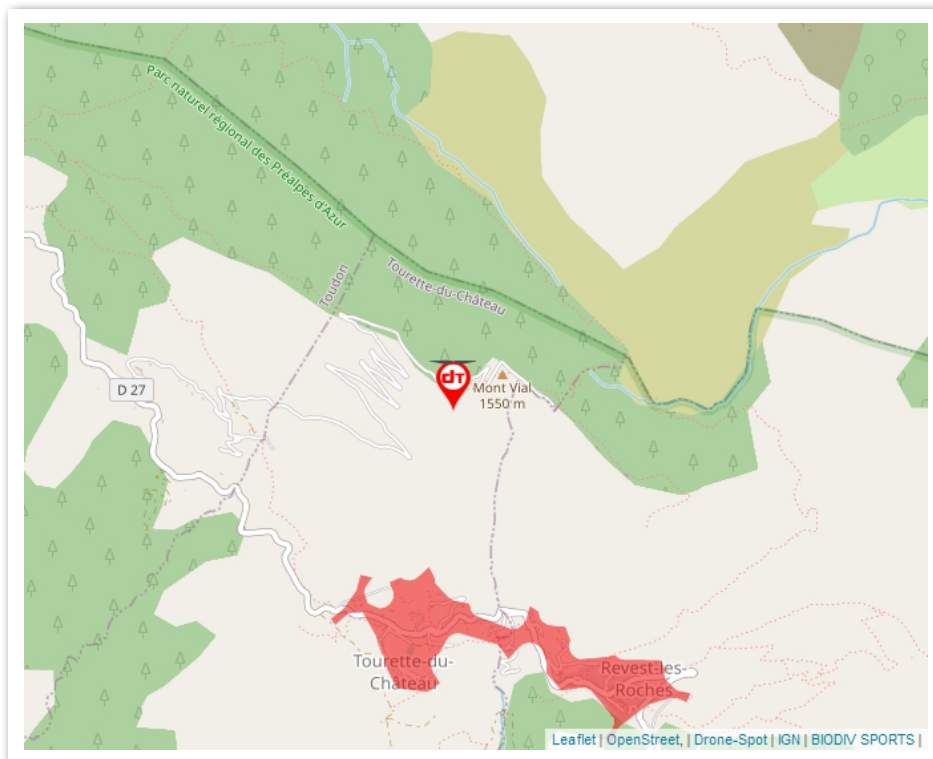 Parc naturel régional des Préalpes d'Azur
Toudon
Tourette-du-Château
D 27
dT
Mont Vial
1550 m
Tourette-du-
Château
Revest-les-
Roches
Leaflet | OpenStreet, | Drone-Spot | IGN | BIODIV SPORTS |